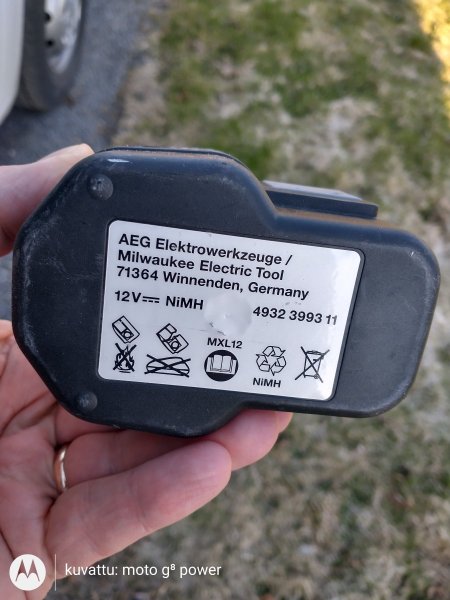 AEG Elektrowerkzeuge /
Milwaukee Electric Tool
71364 Winnenden, Germany
12V⎓ NiMH 4932 3993 11
MXL12
NiMH
kuvattu: moto g⁸ power